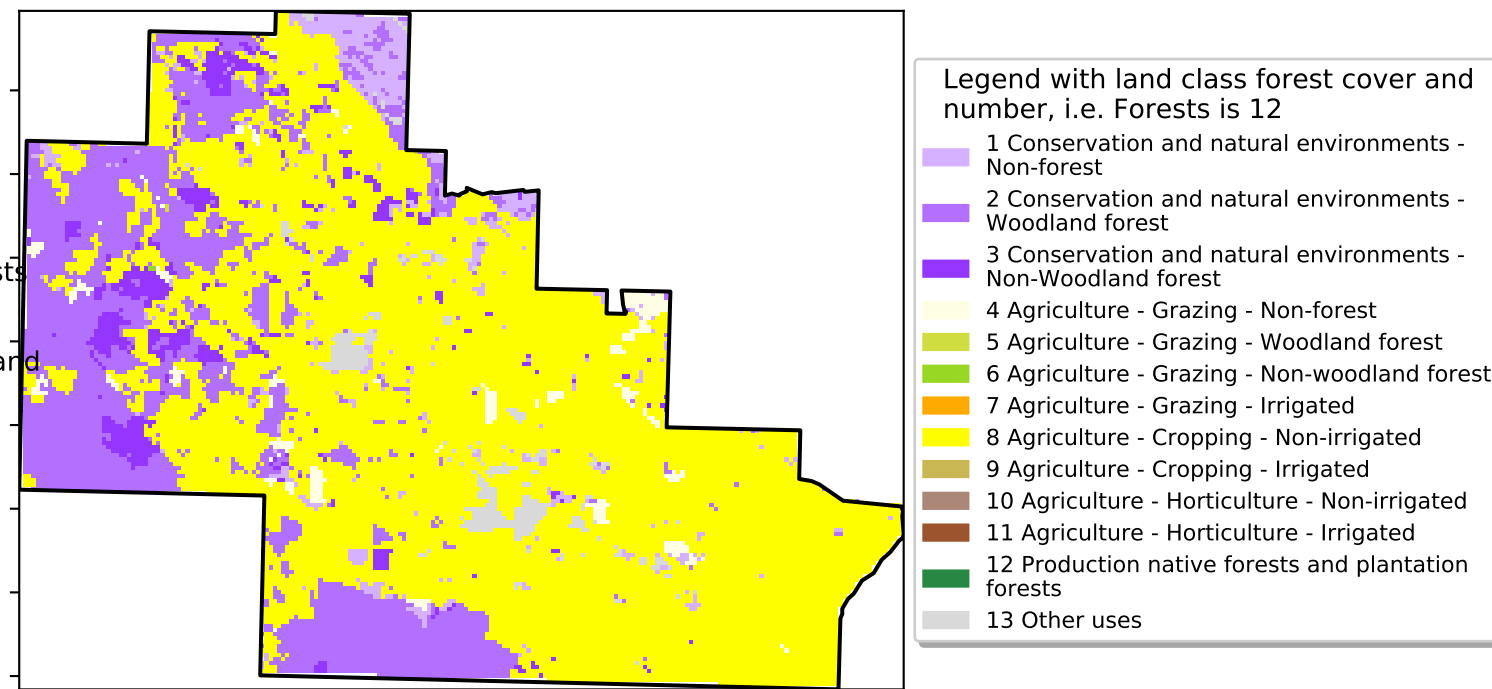 Legend with land class forest cover and
number, i.e. Forests is 12
1 Conservation and natural environments -
Non-forest
2 Conservation and natural environments -
Woodland forest
3 Conservation and natural environments -
Non-Woodland forest
4 Agriculture - Grazing - Non-forest
5 Agriculture - Grazing - Woodland forest
6 Agriculture - Grazing - Non-woodland forest
7 Agriculture - Grazing - Irrigated
8 Agriculture - Cropping - Non-irrigated
9 Agriculture - Cropping - Irrigated
10 Agriculture - Horticulture - Non-irrigated
11 Agriculture - Horticulture - Irrigated
12 Production native forests and plantation
forests
13 Other uses